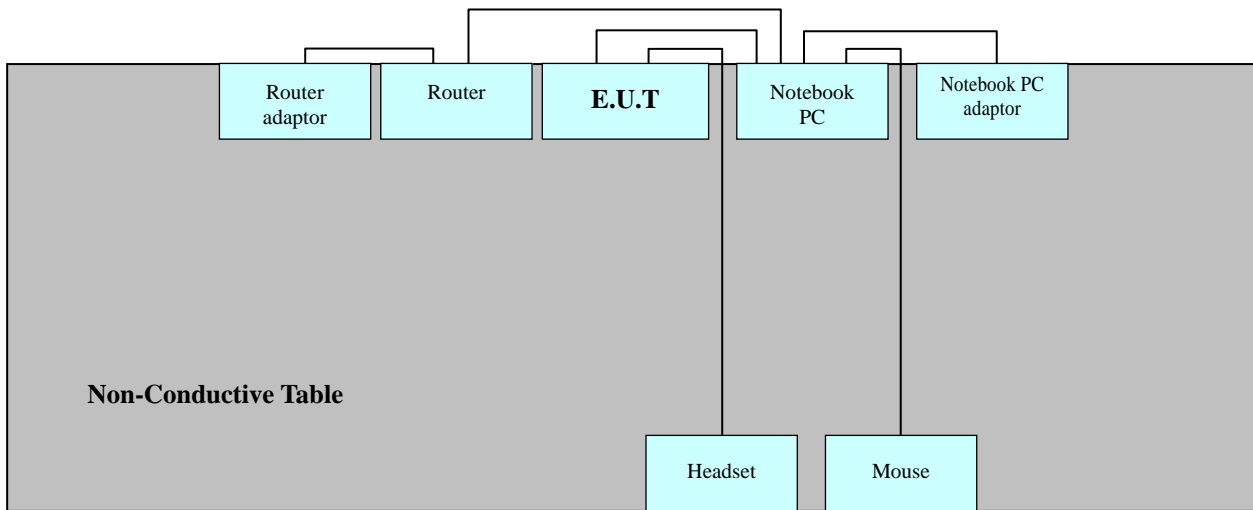 Router
adaptor
Router
E.U.T
Notebook
PC
Notebook PC
adaptor
Non-Conductive Table
Headset
Mouse